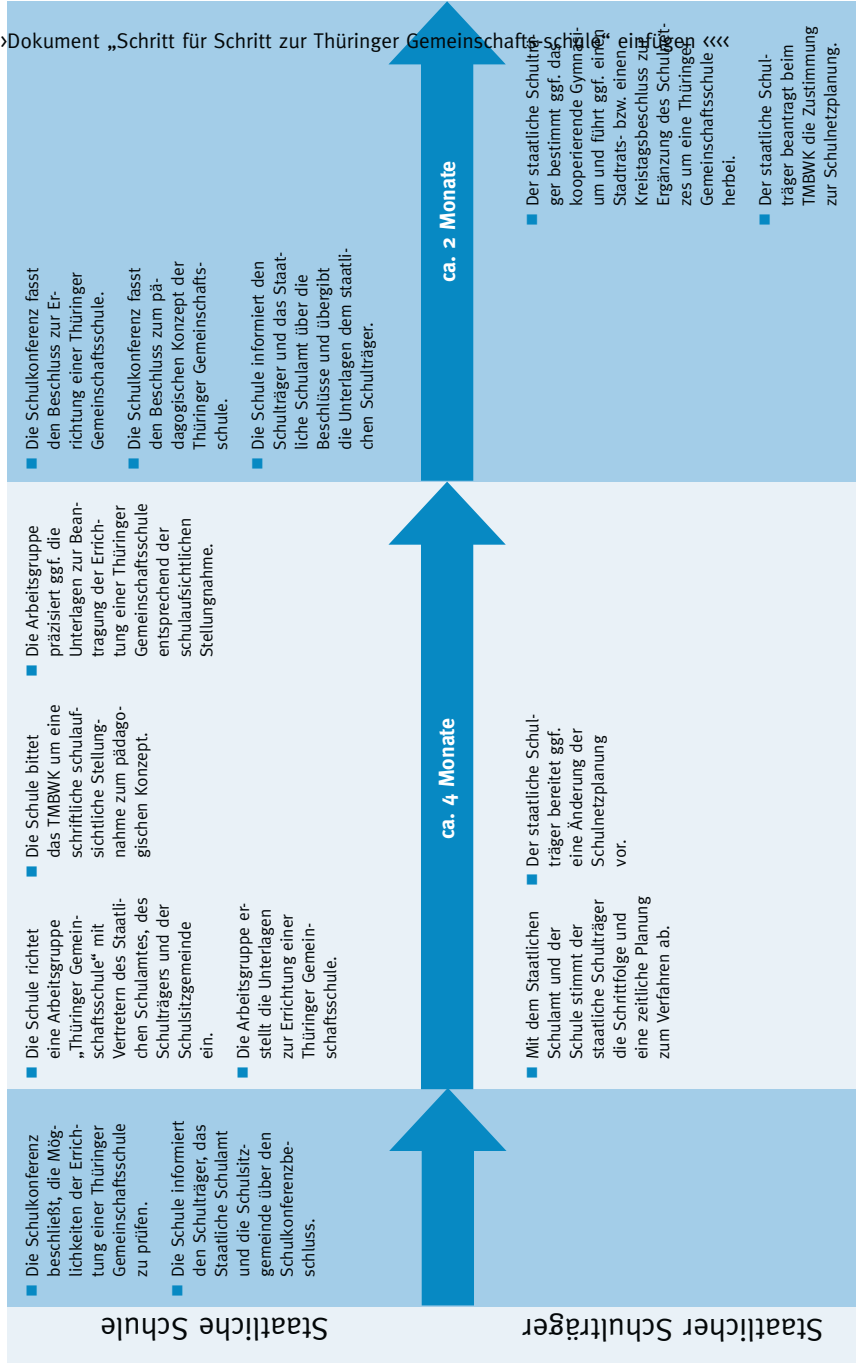 ›Dokument „Schritt für Schritt zur Thüringer Gemeinschafts-schule“ einfügen ‹‹‹‹
Staatliche Schule
■ Die Schulkonferenz
beschließt, die Mög-
lichkeiten der Errich-
tung einer Thüringer
Gemeinschaftsschule
zu prüfen.
■ Die Schule informiert
den Schulträger, das
Staatliche Schulamt
und die Schulsitz-
gemeinde über den
Schulkonferenzbe-
schluss.
■ Die Schule richtet
eine Arbeitsgruppe
„Thüringer Gemein-
schaftsschule“ mit
Vertretern des Staatli-
chen Schulamtes, des
Schulträgers und der
Schulsitzgemeinde
ein.
■ Die Arbeitsgruppe er-
stellt die Unterlagen
zur Errichtung einer
Thüringer Gemein-
schaftsschule.
■ Die Schule bittet
das TMBWK um eine
schriftliche schulauf-
sichtliche Stellung-
nahme zum pädago-
gischen Konzept.
■ Die Arbeitsgruppe
präzisiert ggf. die
Unterlagen zur Bean-
tragung der Errich-
tung einer Thüringer
Gemeinschaftsschule
entsprechend der
schulaufsichtlichen
Stellungnahme.
■ Die Schulkonferenz fasst
den Beschluss zur Er-
richtung einer Thüringer
Gemeinschaftsschule.
■ Die Schulkonferenz fasst
den Beschluss zum pä-
dagogischen Konzept der
Thüringer Gemeinschafts-
schule.
■ Die Schule informiert den
Schulträger und das Staat-
liche Schulamt über die
Beschlüsse und übergibt
die Unterlagen dem staatli-
chen Schulträger.
ca. 4 Monate
ca. 2 Monate
Staatlicher Schulträger
■ Mit dem Staatlichen
Schulamt und der
Schule stimmt der
staatliche Schulträger
die Schrittfolge und
eine zeitliche Planung
zum Verfahren ab.
■ Der staatliche Schul-
träger bereitet ggf.
eine Änderung der
Schulnetzplanung
vor.
■ Der staatliche Schulträ-
ger bestimmt ggf. das
kooperierende Gymnasi-
um und führt ggf. einen
Stadtrats- bzw. einen
Kreistagsbeschluss zur
Ergänzung des Schulnet-
zes um eine Thüringer
Gemeinschaftsschule
herbei.
■ Der staatliche Schul-
träger beantragt beim
TMBWK die Zustimmung
zur Schulnetzplanung.